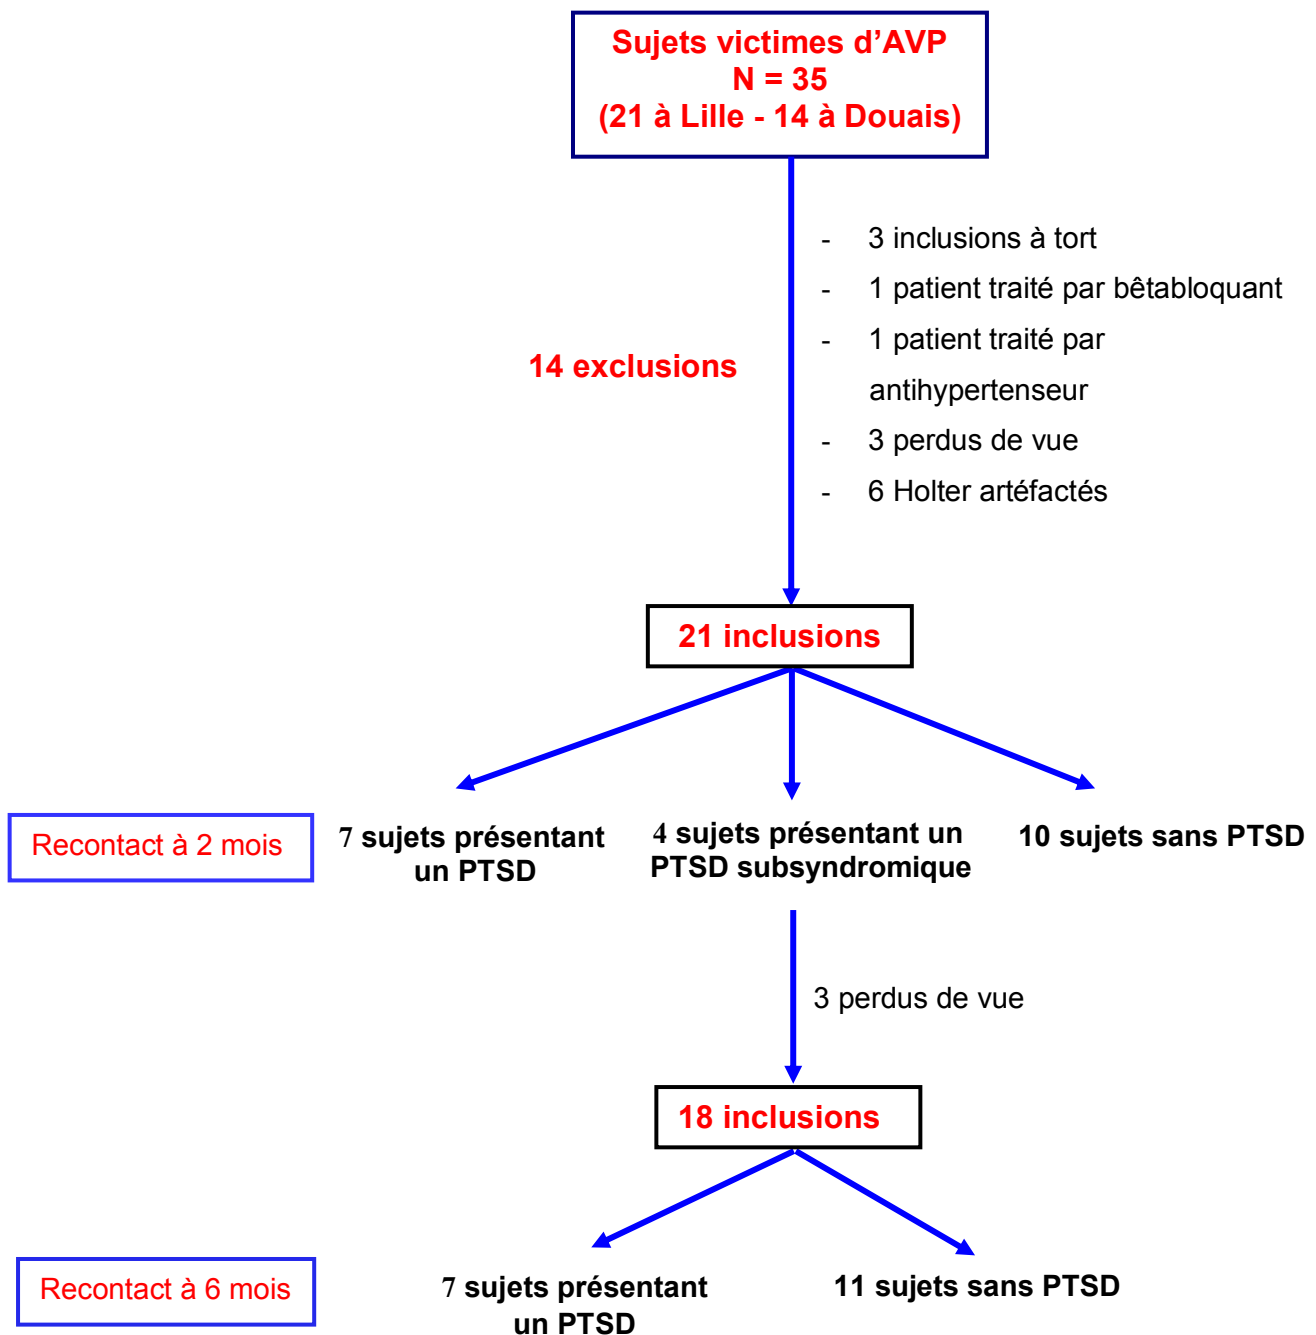 Sujets victimes d’AVP
N = 35
(21 à Lille - 14 à Douais)
- 3 inclusions à tort
- 1 patient traité par bêtabloquant
- 1 patient traité par
antihypertenseur
- 3 perdus de vue
- 6 Holter artéfactés
14 exclusions
21 inclusions
Recontact à 2 mois
7 sujets présentant
un PTSD
4 sujets présentant un
PTSD subsyndromique
10 sujets sans PTSD
3 perdus de vue
18 inclusions
Recontact à 6 mois
7 sujets présentant
un PTSD
11 sujets sans PTSD